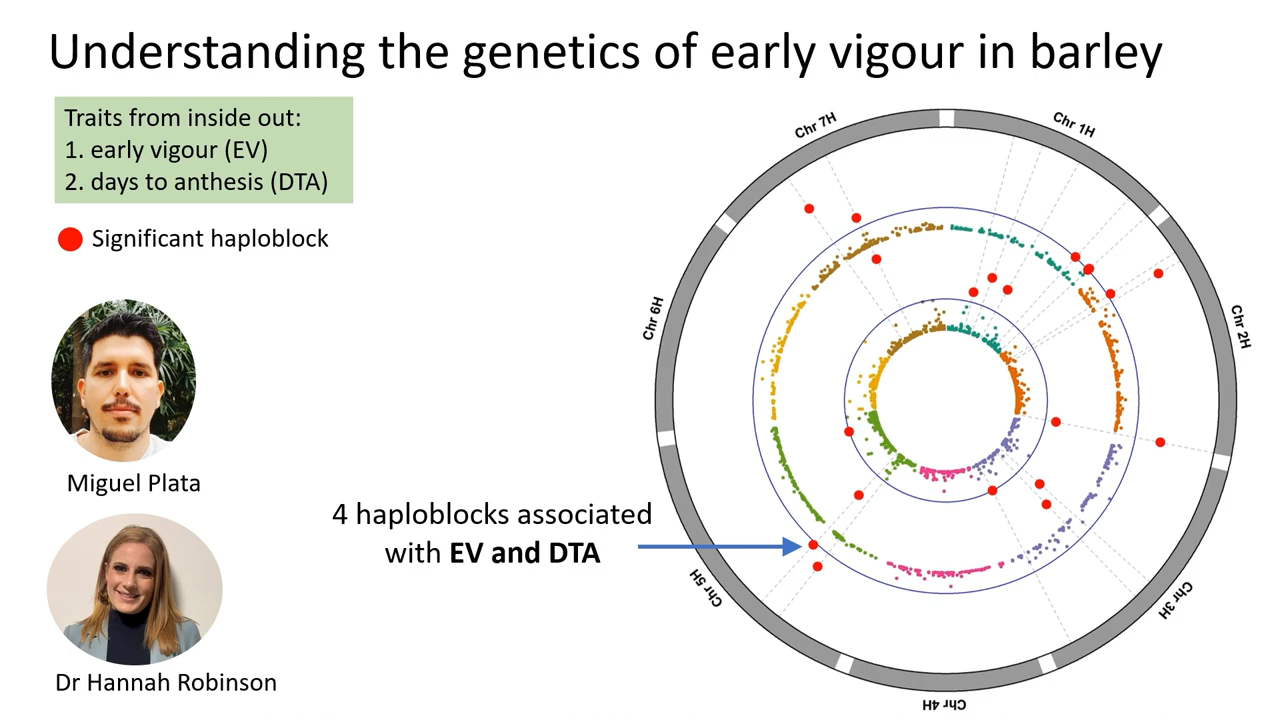 Understanding the genetics of early vigour in barley
Traits from inside out:
1. early vigour (EV)
2. days to anthesis (DTA)
Significant haploblock
Miguel Plata
Dr Hannah Robinson
4 haploblocks associated
with EV and DTA
Chr 7H
Chr 1H
Chr 6H
Chr 2H
Chr 5H
Chr 3H
Chr 4H